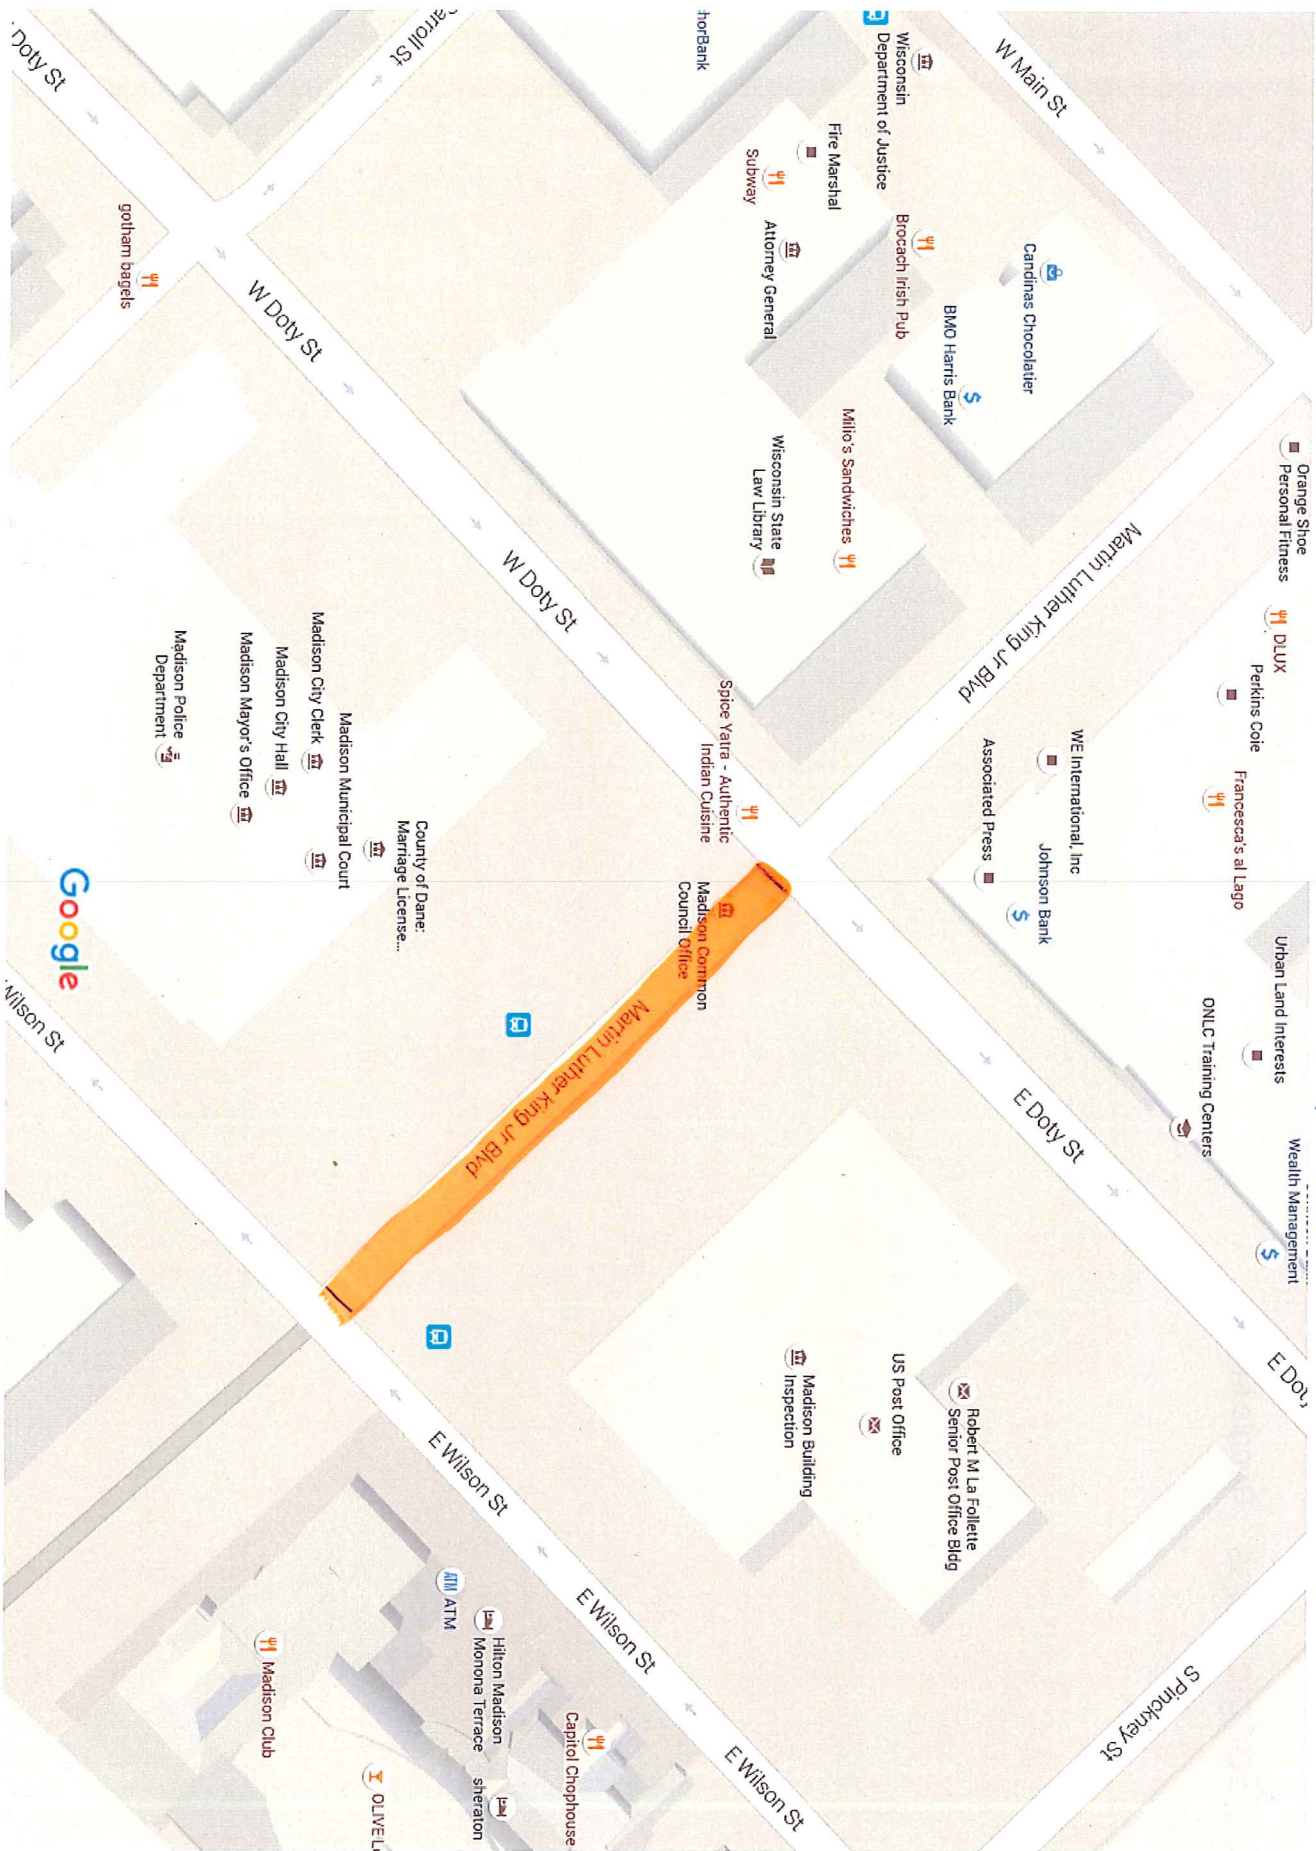 W Main St
Wisconsin
Department of Justice
Fire Marshal
Subway
Attorney General
Brocach Irish Pub
Candinas Chocolatier
BMO Harris Bank
Milio's Sandwiches
Wisconsin State
Law Library
Martin Luther King Jr Blvd
Orange Shoe
Personal Fitness
DLUX
Perkins Coie
Francesca's al Lago
WE International, Inc
Associated Press
Johnson Bank
Urban Land Interests
ONLC Training Centers
Wealth Management
horBank
arroll St
Doty St
gotham bagels
W Doty St
W Doty St
Spice Yatra - Authentic
Indian Cuisine
Madison Common
Council Office
Martin Luther King Jr Blvd
E Doty St
E Dot
Madison City Clerk
Madison City Hall
Madison Mayor's Office
Madison Police
Department
Madison Municipal Court
County of Dane:
Marriage License...
Google
Wilson St
US Post Office
Robert M La Follette
Senior Post Office Bldg
Madison Building
Inspection
S Pinckney St
E Wilson St
E Wilson St
E Wilson St
ATM
ATM
Hilton Madison
Monona Terrace
sheraton
Capitol Chophouse
Madison Club
OLIVE L